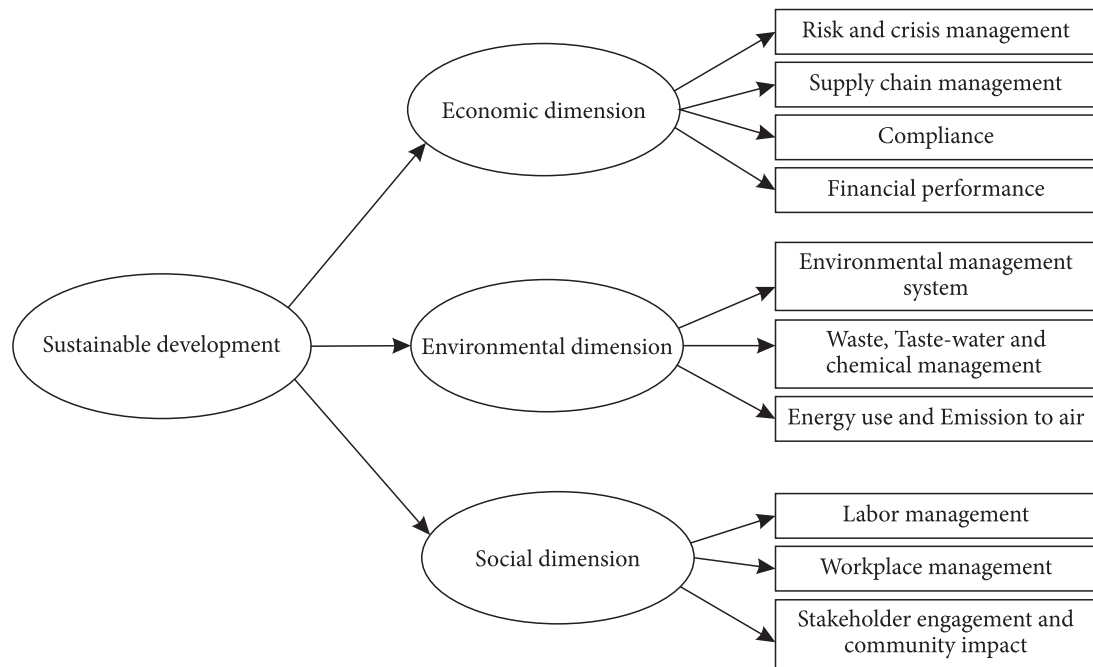 Risk and crisis management
Supply chain management
Economic dimension
Compliance
Financial performance
Environmental management
system
Sustainable development
Environmental dimension
Waste, Taste-water and
chemical management
Energy use and Emission to air
Labor management
Social dimension
Workplace management
Stakeholder engagement and
community impact